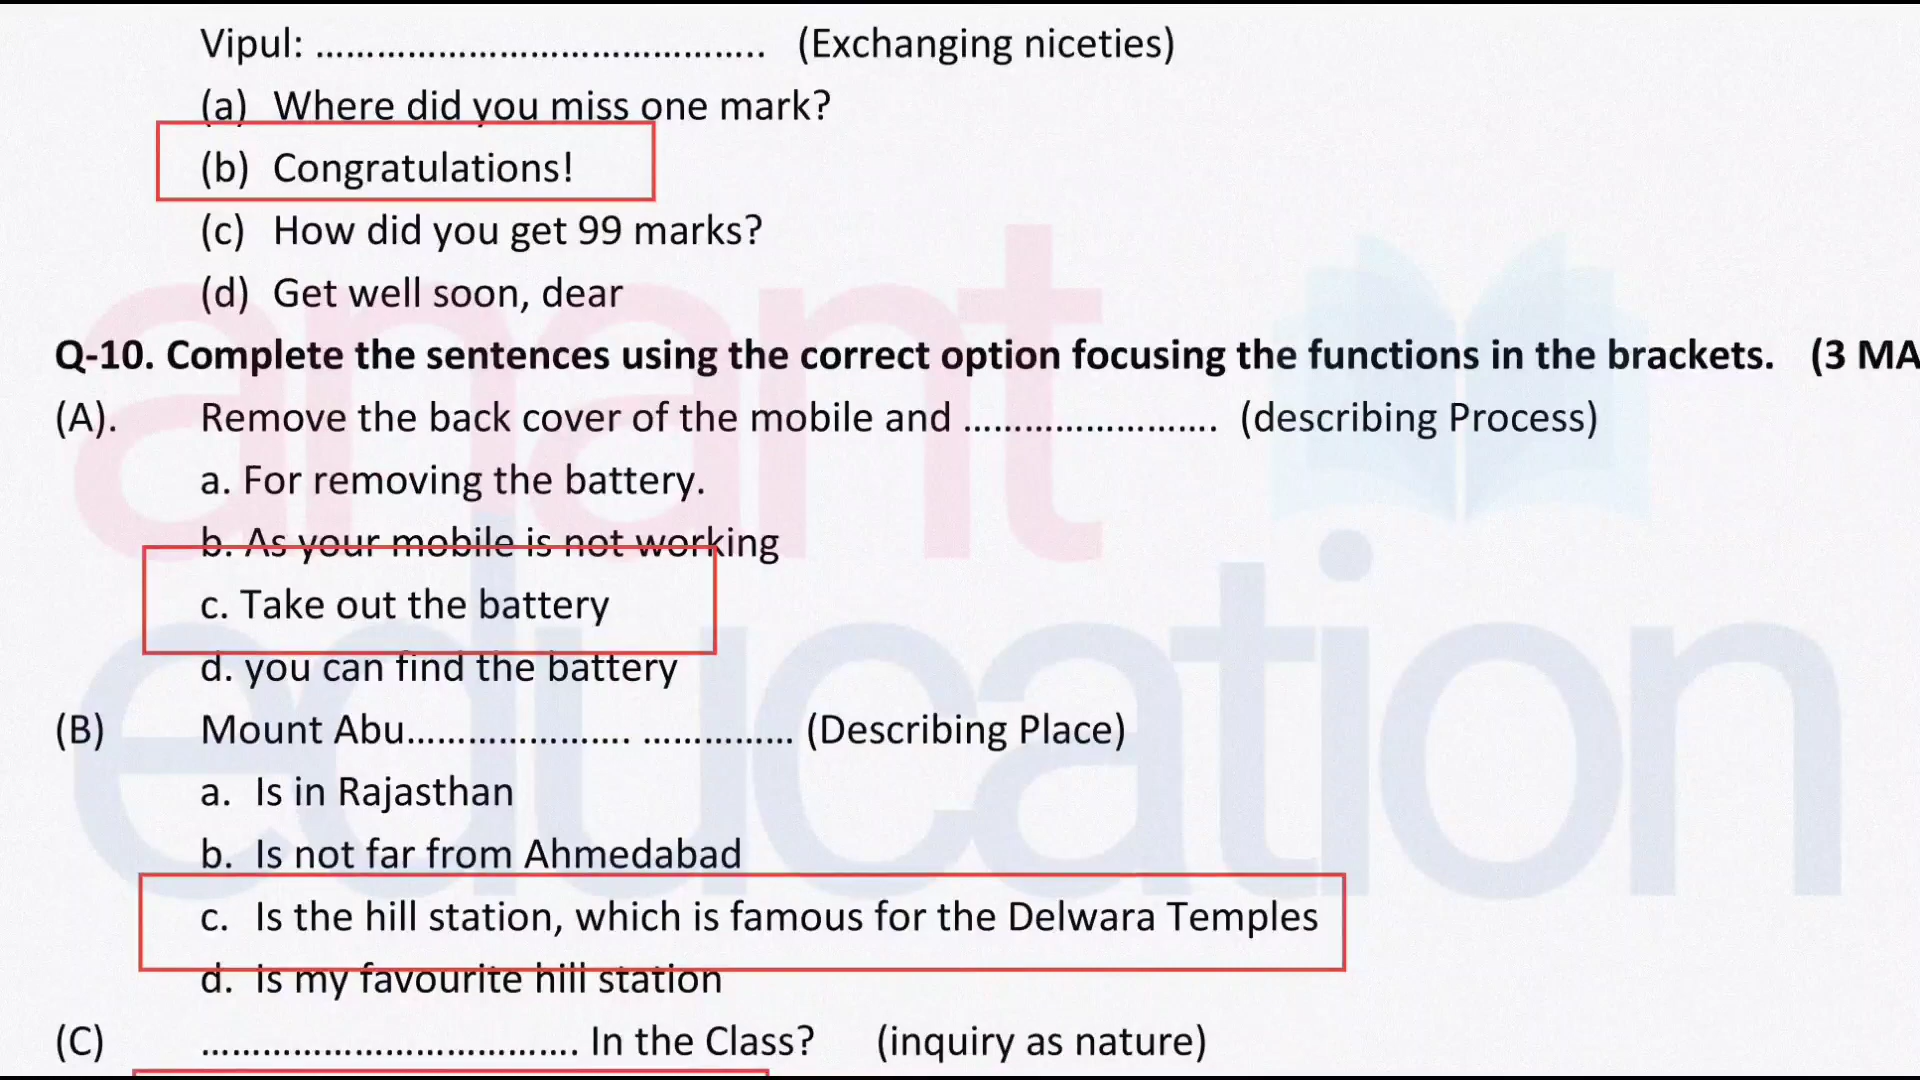 Vipul: ………………………………………….. (Exchanging niceties)
(a) Where did you miss one mark?
(b) Congratulations!
(c) How did you get 99 marks?
(d) Get well soon, dear
Q-10. Complete the sentences using the correct option focusing the functions in the brackets. (3 MA
(A). Remove the back cover of the mobile and ……………………. (describing Process)
a. For removing the battery.
b. As your mobile is not working
c. Take out the battery
d. you can find the battery
(B) Mount Abu…………………. …………… (Describing Place)
a. Is in Rajasthan
b. Is not far from Ahmedabad
c. Is the hill station, which is famous for the Delwara Temples
d. Is my favourite hill station
(C) ………………………………. In the Class? (inquiry as nature)
anant
education